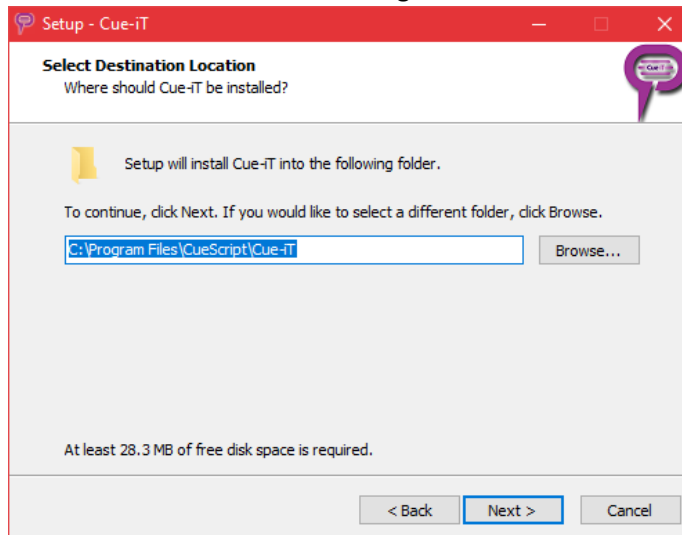 Setup - Cue-iT
Select Destination Location
Where should Cue-iT be installed?
Cue-iT
Setup will install Cue-iT into the following folder.
To continue, click Next. If you would like to select a different folder, click Browse.
C:\Program Files\CueScript\Cue-iT
Browse...
At least 28.3 MB of free disk space is required.
< Back
Next >
Cancel